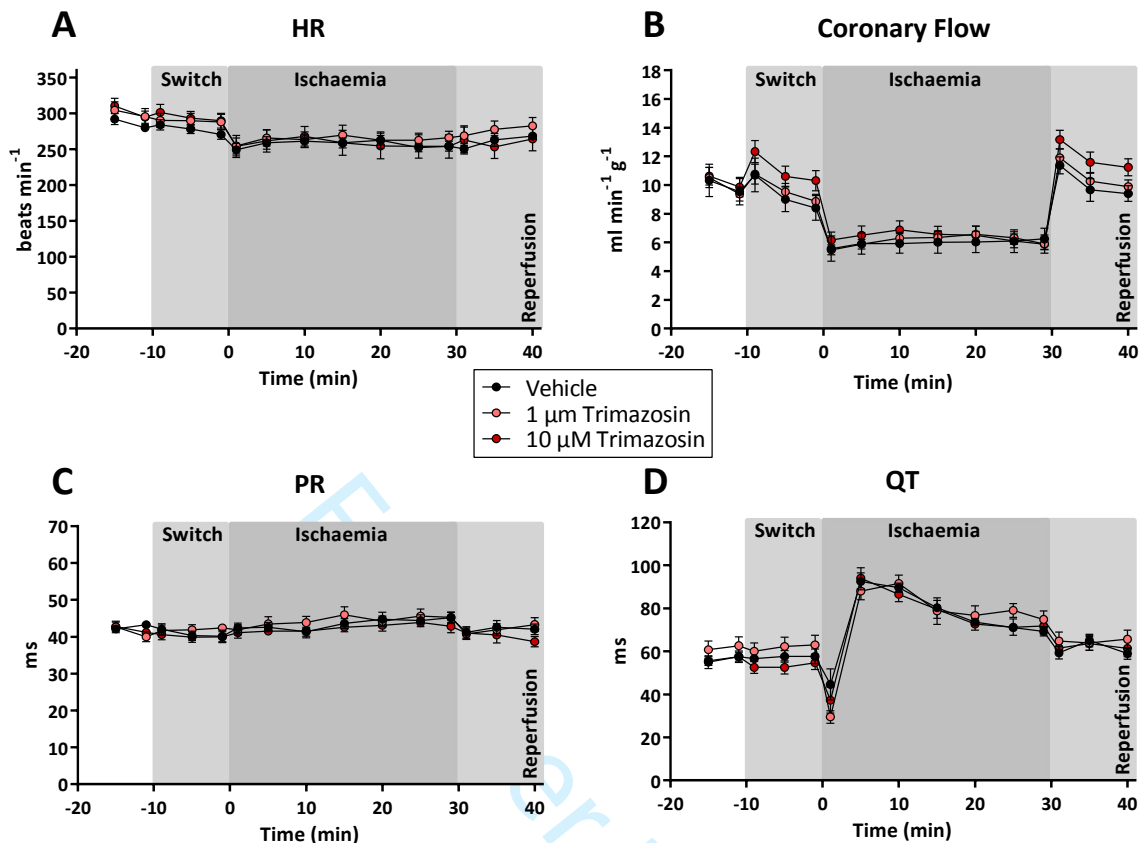 A
HR
Switch
Ischaemia
Reperfusion
beats min⁻¹
350
300
250
200
150
100
50
0
-20
-10
0
10
20
30
40
Time (min)
B
Coronary Flow
Switch
Ischaemia
Reperfusion
ml min⁻¹ g⁻¹
18
16
14
12
10
8
6
4
2
0
-20
-10
0
10
20
30
40
Time (min)
Vehicle
1 µm Trimazosin
10 µM Trimazosin
C
PR
Switch
Ischaemia
Reperfusion
ms
70
60
50
40
30
20
10
0
-20
-10
0
10
20
30
40
Time (min)
D
QT
Switch
Ischaemia
Reperfusion
ms
120
100
80
60
40
20
0
-20
-10
0
10
20
30
40
Time (min)